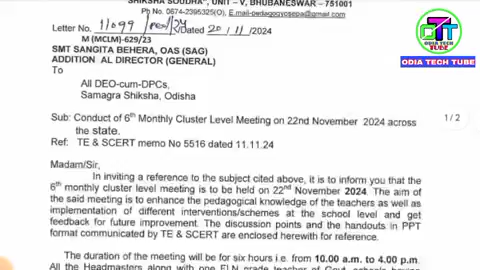 SHIKSHA SOUDHA", UNIT - V, BHUBANESWAR -751001
Ph No. 0674-2395325(O), E.mail-pedagogycosepa@gmail.com
Letter No. 11099 /Dated 20/11/2024
M (MCLM)-629/23
SMT SANGITA BEHERA, OAS (SAG)
ADDITION AL DIRECTOR (GENERAL)
To
All DEO-cum-DPCs,
Samagra Shiksha, Odisha
Sub: Conduct of 6th Monthly Cluster Level Meeting on 22nd November 2024 across
the state.
Ref: TE & SCERT memo No 5516 dated 11.11.24
Madam/Sir,
In inviting a reference to the subject cited above, it is to inform you that the
6th monthly cluster level meeting is to be held on 22nd November 2024. The aim of
the said meeting is to enhance the pedagogical knowledge of the teachers as well as
implementation of different interventions/schemes at the school level and get
feedback for future improvement. The discussion points and the handouts in PPT
format communicated by TE & SCERT are enclosed herewith for reference.
The duration of the meeting will be for six hours i.e. from 10.00 a.m. to 4.00 p.m.
All the Headmasters along with one FLN grade teacher of Govt. schools having
OTT
ODIA TECH TUBE
1/2